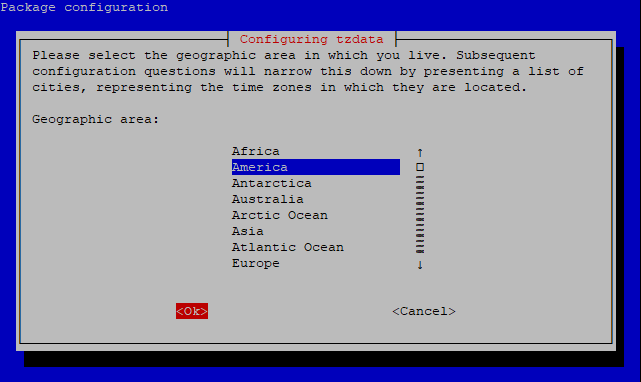 Package configuration
Configuring tzdata
Please select the geographic area in which you live. Subsequent
configuration questions will narrow this down by presenting a list of
cities, representing the time zones in which they are located.
Geographic area:
Africa
America
Antarctica
Australia
Arctic Ocean
Asia
Atlantic Ocean
Europe
<Ok> <Cancel>